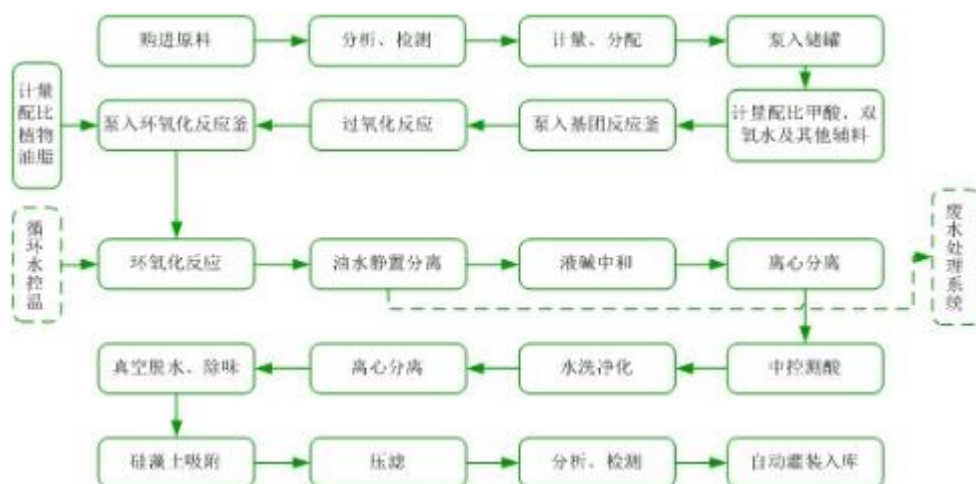 购进原料
分析、检测
计量、分配
泵入储罐
计量
配比
植物
油脂
泵入环氧化反应釜
过氧化反应
泵入基团反应釜
计量配比甲酸、双
氧水及其他辅料
循环水控温
环氧化反应
油水静置分离
液碱中和
离心分离
废水处理系统
真空脱水、除味
离心分离
水洗净化
中控测酸
硅藻土吸附
压滤
分析、检测
自动灌装入库